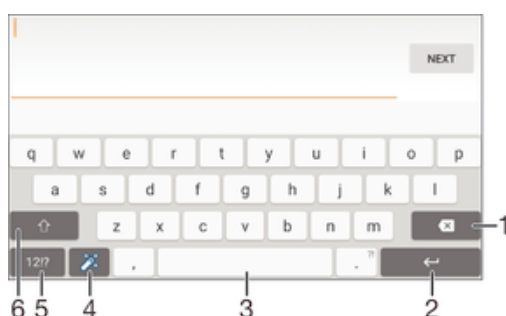 NEXT
q w e r t y u i o p
a s d f g h j k l
z x c v b n m 1
12!? , . ?!
6 5 4 3 2